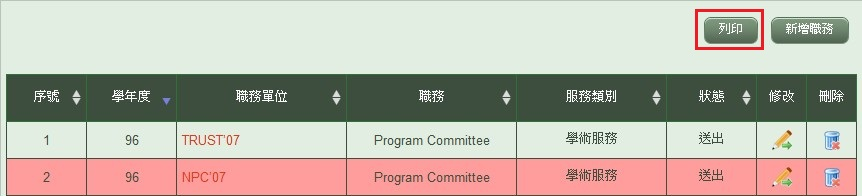 列印 新增職務
序號 學年度 職務單位 職務 服務類別 狀態 修改 刪除
1 96 TRUST'07 Program Committee 學術服務 送出
2 96 NPC'07 Program Committee 學術服務 送出